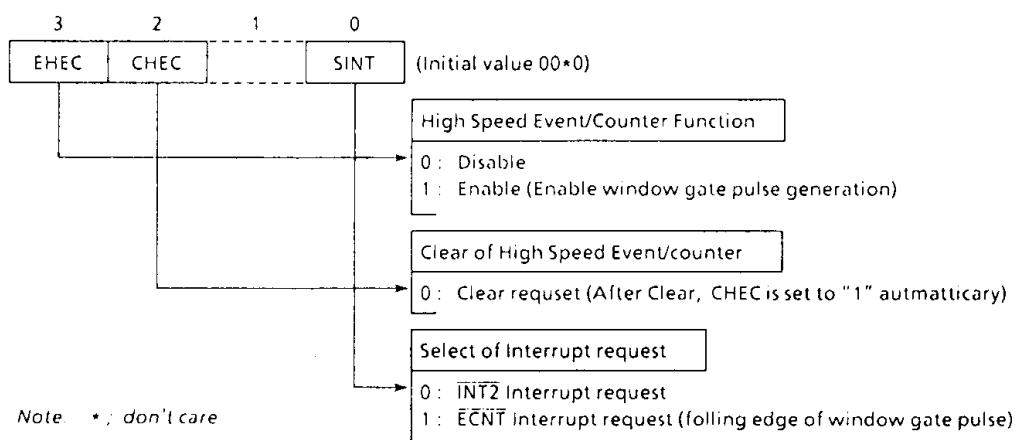 3 2 1 0
EHEC CHEC SINT (Initial value 00*0)
High Speed Event/Counter Function
0 : Disable
1 : Enable (Enable window gate pulse generation)
Clear of High Speed Event/counter
0 : Clear requset (After Clear, CHEC is set to "1" autmatticary)
Select of Interrupt request
0 : INT2 Interrupt request
1 : ECNT Interrupt request (folling edge of window gate pulse)
Note. * ; don't care